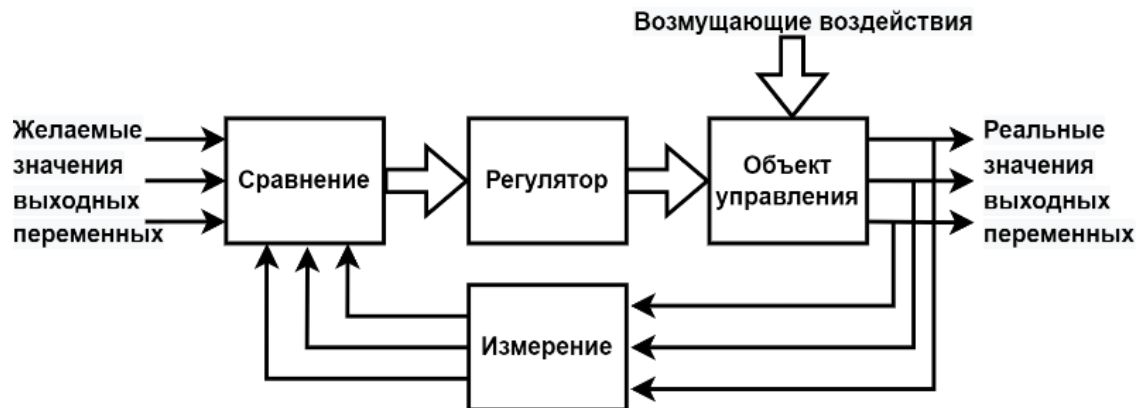 Возмущающие воздействия
Желаемые
значения
выходных
переменных
Сравнение
Регулятор
Объект
управления
Реальные
значения
выходных
переменных
Измерение